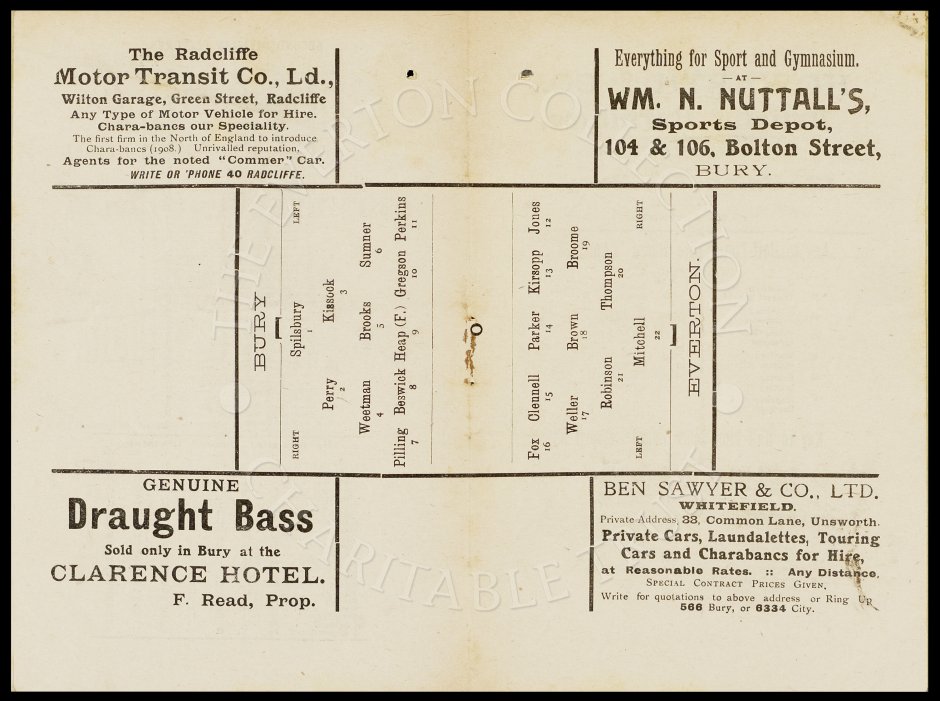 The Radcliffe
Motor Transit Co., Ld.,
Wilton Garage, Green Street, Radcliffe
Any Type of Motor Vehicle for Hire.
Chara-bancs our Speciality.
The first firm in the North of England to introduce
Chara-bancs (1908.) Unrivalled reputation.
Agents for the noted "Commer" Car.
WRITE OR 'PHONE 40 RADCLIFFE.
Everything for Sport and Gymnasium.
— AT —
WM. N. NUTTALL'S,
Sports Depot,
104 & 106, Bolton Street,
BURY.
BURY
LEFT
RIGHT
Spilsbury
1
Kissock
3
Perry
2
Sumner
6
Brooks
5
Weetman
4
Perkins
11
Gregson
10
Heap (F.)
9
Beswick
8
Pilling
7
O
Jones
12
Kirsopp
13
Parker
14
Clennell
15
Fox
16
Broome
19
Brown
18
Weller
17
Thompson
20
Robinson
21
RIGHT
Mitchell
22
LEFT
EVERTON.
GENUINE
Draught Bass
Sold only in Bury at the
CLARENCE HOTEL.
F. Read, Prop.
BEN SAWYER & CO., LTD.
WHITEFIELD.
Private Address, 33, Common Lane, Unsworth.
Private Cars, Laundalettes, Touring
Cars and Charabancs for Hire,
at Reasonable Rates. :: Any Distance.
SPECIAL CONTRACT PRICES GIVEN.
Write for quotations to above address or Ring Up
566 Bury, or 6334 City.
THE EVERTON COLLECTION
CHARITABLE TRUST